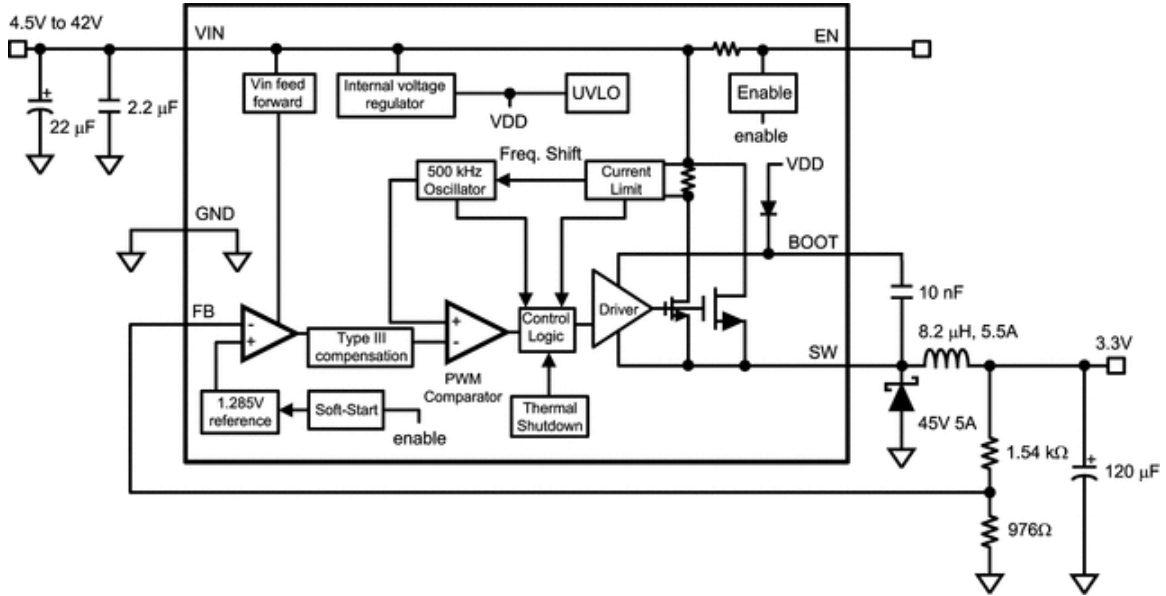 4.5V to 42V
VIN
EN
Vin feed
forward
Internal voltage
regulator
UVLO
Enable
+
22 μF
2.2 μF
VDD
enable
Freq. Shift
500 kHz
Oscillator
Current
Limit
VDD
GND
BOOT
FB
-
+
Type III
compensation
+
-
PWM
Comparator
Control
Logic
Driver
10 nF
8.2 μH, 5.5A
SW
3.3V
1.285V
reference
Soft-Start
enable
Thermal
Shutdown
45V 5A
1.54 kΩ
+
120 μF
976Ω